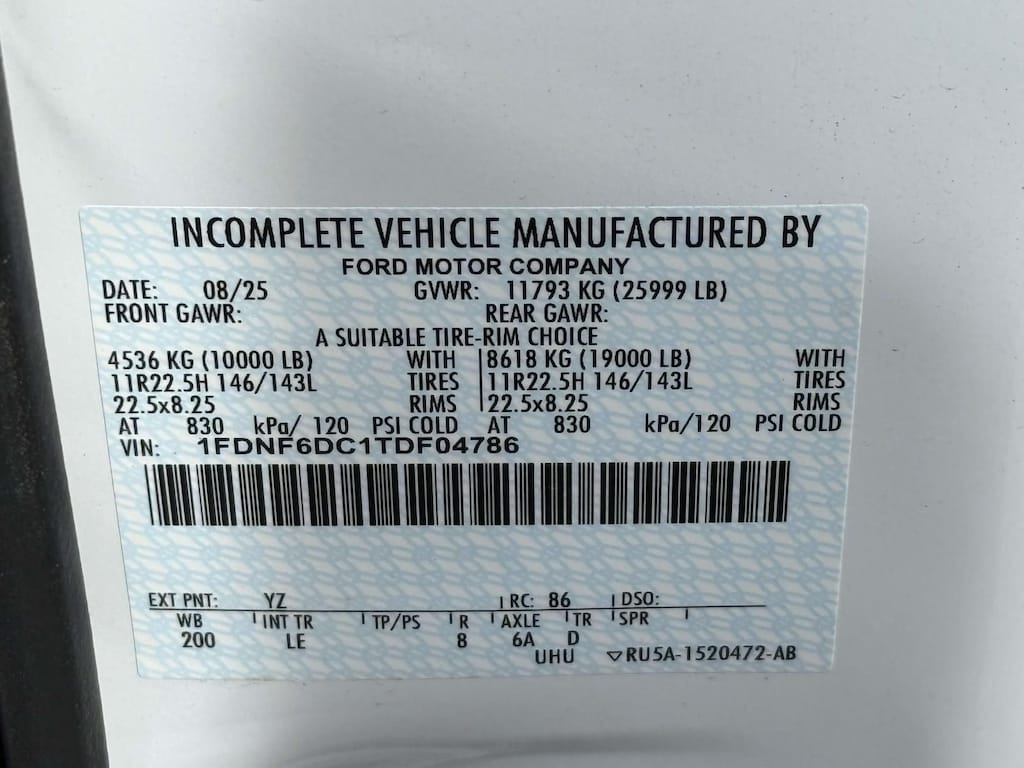 INCOMPLETE VEHICLE MANUFACTURED BY
FORD MOTOR COMPANY
DATE: 08/25 GVWR: 11793 KG (25999 LB)
FRONT GAWR: REAR GAWR:
A SUITABLE TIRE-RIM CHOICE
4536 KG (10000 LB) WITH 8618 KG (19000 LB) WITH
11R22.5H 146/143L TIRES 11R22.5H 146/143L TIRES
22.5x8.25 RIMS 22.5x8.25 RIMS
AT 830 kPa/ 120 PSI COLD AT 830 kPa/120 PSI COLD
VIN: 1FDNF6DC1TDF04786
EXT PNT: YZ RC: 86 DSO:
WB INT TR TP/PS R AXLE TR SPR
200 LE 8 6A D
UHU ▽RU5A-1520472-AB